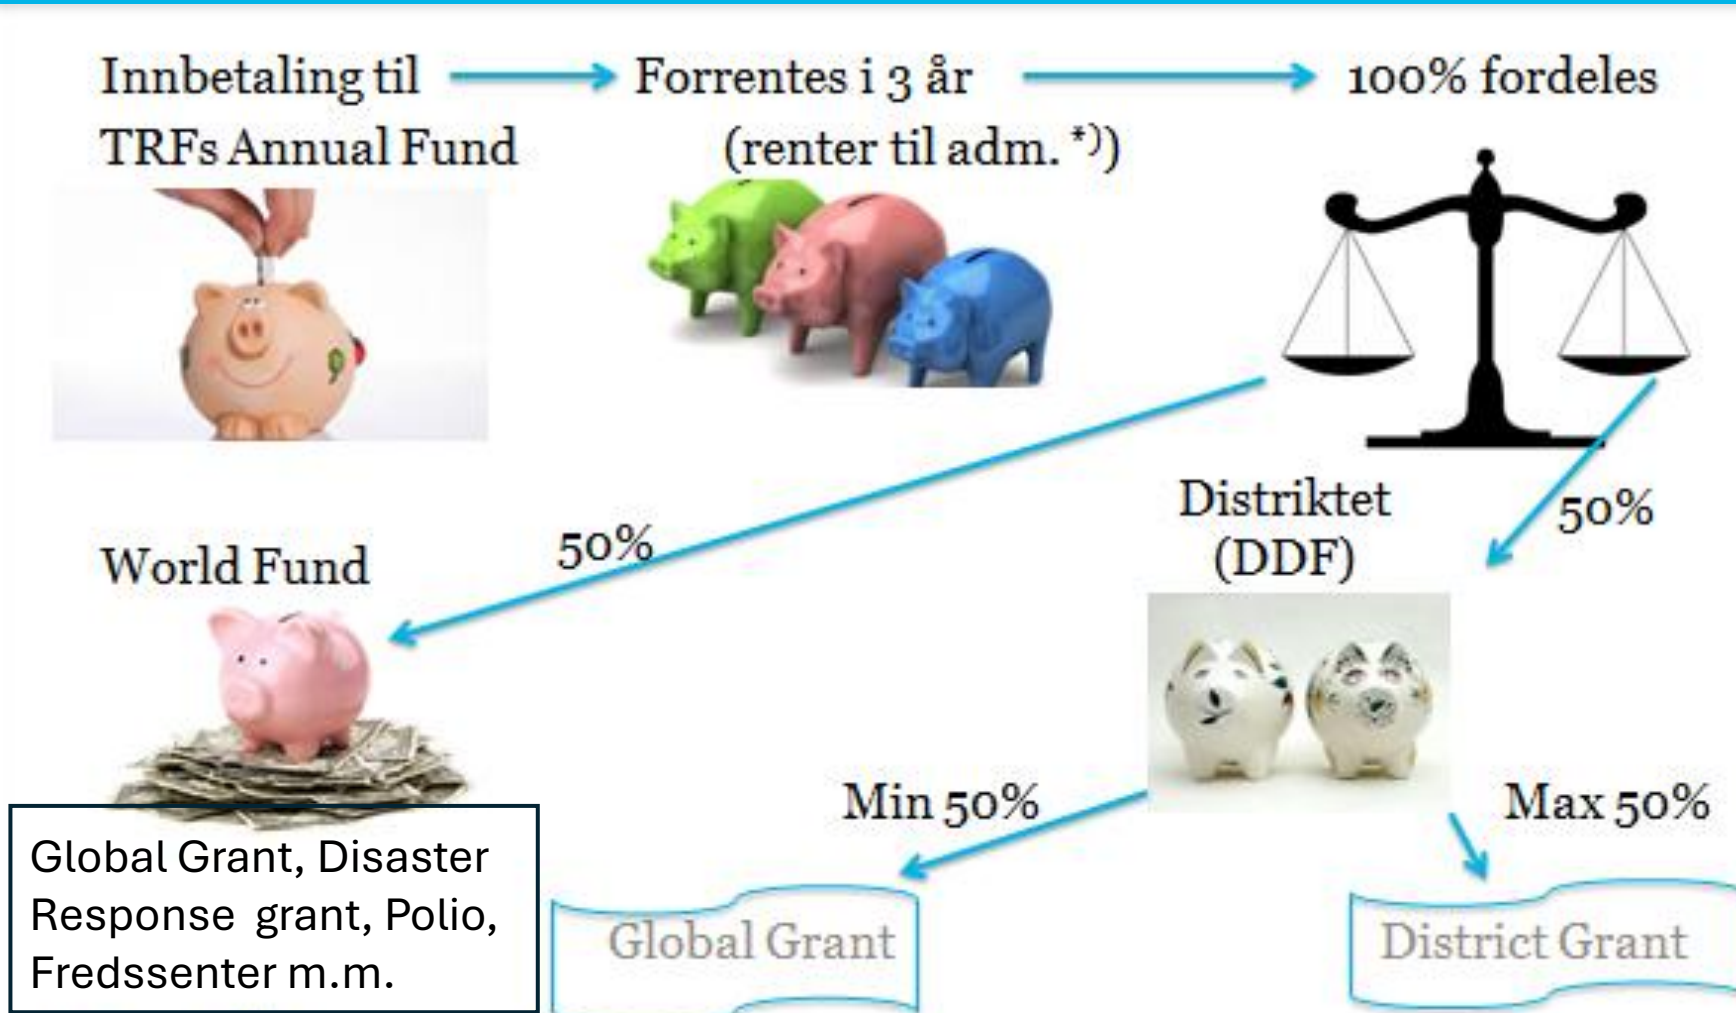 Innbetaling til
TRFs Annual Fund
Forrentes i 3 år
(renter til adm. *))
100% fordeles
50%
50%
World Fund
Distriktet
(DDF)
Min 50%
Max 50%
Global Grant, Disaster
Response grant, Polio,
Fredssenter m.m.
Global Grant
District Grant